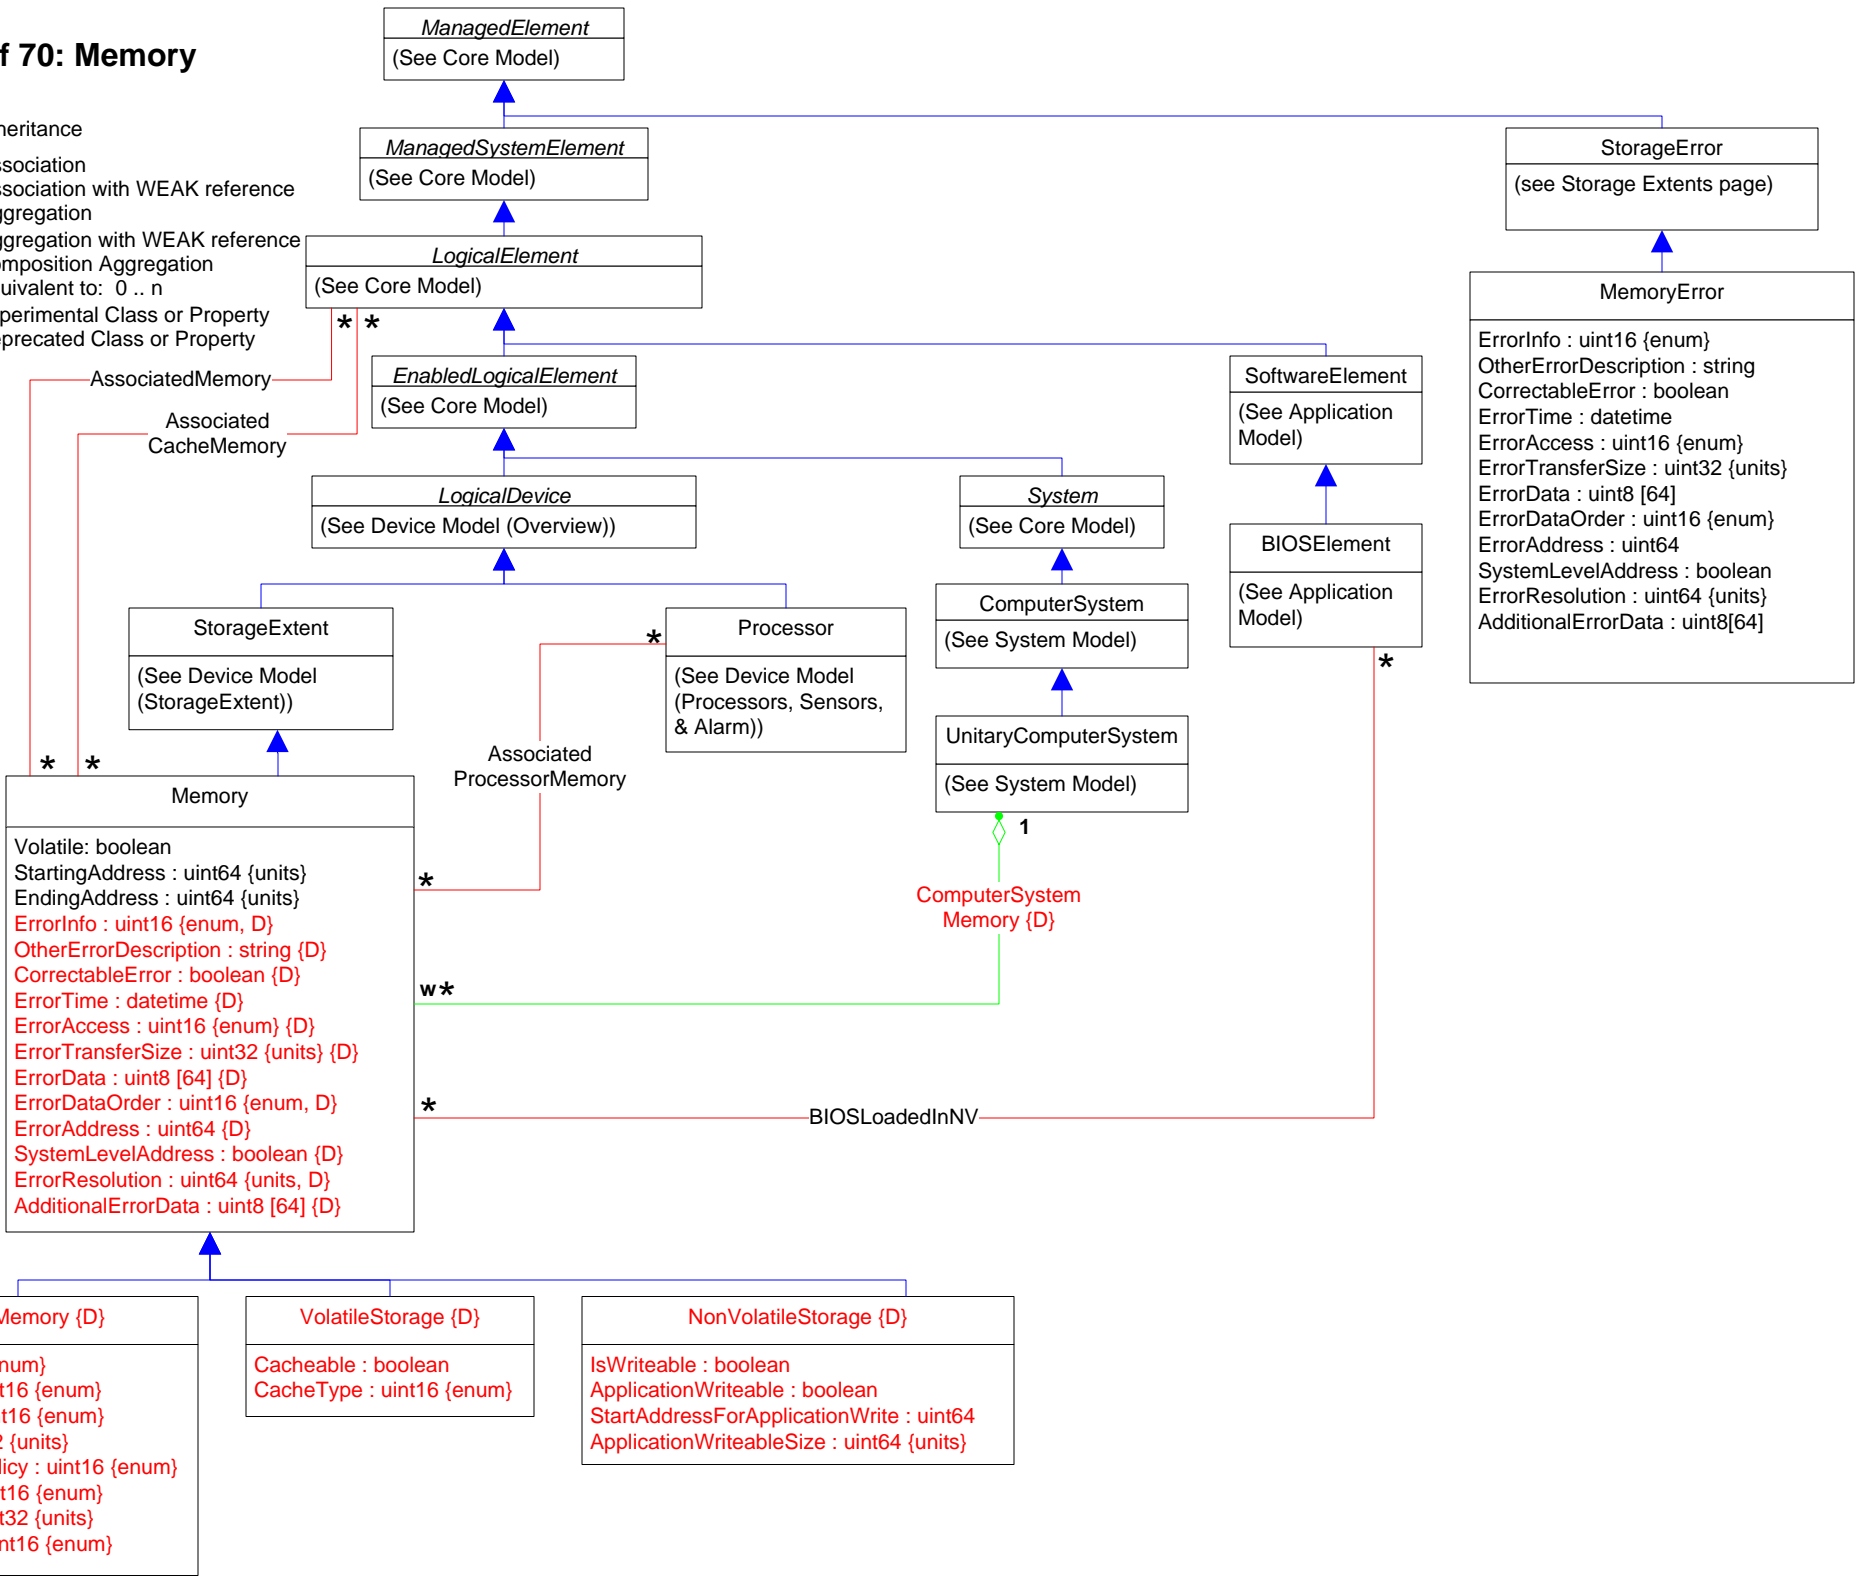 f 70: Memory
heritance
ssociation
ssociation with WEAK reference
ggregation
ggregation with WEAK reference
omposition Aggregation
quivalent to:  0 .. n
xperimental Class or Property
eprecated Class or Property
ManagedElement
(See Core Model)
ManagedSystemElement
(See Core Model)
StorageError
(see Storage Extents page)
LogicalElement
(See Core Model)
* *
MemoryError
ErrorInfo : uint16 {enum}
OtherErrorDescription : string
CorrectableError : boolean
ErrorTime : datetime
ErrorAccess : uint16 {enum}
ErrorTransferSize : uint32 {units}
ErrorData : uint8 [64]
ErrorDataOrder : uint16 {enum}
ErrorAddress : uint64
SystemLevelAddress : boolean
ErrorResolution : uint64 {units}
AdditionalErrorData : uint8[64]
AssociatedMemory
Associated
CacheMemory
EnabledLogicalElement
(See Core Model)
SoftwareElement
(See Application
Model)
LogicalDevice
(See Device Model (Overview))
System
(See Core Model)
BIOSElement
(See Application
Model)
*
StorageExtent
(See Device Model
(StorageExtent))
*
Processor
(See Device Model
(Processors, Sensors,
& Alarm))
ComputerSystem
(See System Model)
UnitaryComputerSystem
(See System Model)
1
Associated
ProcessorMemory
* *
Memory
Volatile: boolean
StartingAddress : uint64 {units}
EndingAddress : uint64 {units}
ErrorInfo : uint16 {enum, D}
OtherErrorDescription : string {D}
CorrectableError : boolean {D}
ErrorTime : datetime {D}
ErrorAccess : uint16 {enum} {D}
ErrorTransferSize : uint32 {units} {D}
ErrorData : uint8 [64] {D}
ErrorDataOrder : uint16 {enum, D}
ErrorAddress : uint64 {D}
SystemLevelAddress : boolean {D}
ErrorResolution : uint64 {units, D}
AdditionalErrorData : uint8 [64] {D}
*
ComputerSystem
Memory {D}
w*
*
BIOSLoadedInNV
Memory {D}
num}
t16 {enum}
t16 {enum}
2 {units}
licy : uint16 {enum}
t16 {enum}
t32 {units}
nt16 {enum}
VolatileStorage {D}
Cacheable : boolean
CacheType : uint16 {enum}
NonVolatileStorage {D}
IsWriteable : boolean
ApplicationWriteable : boolean
StartAddressForApplicationWrite : uint64
ApplicationWriteableSize : uint64 {units}